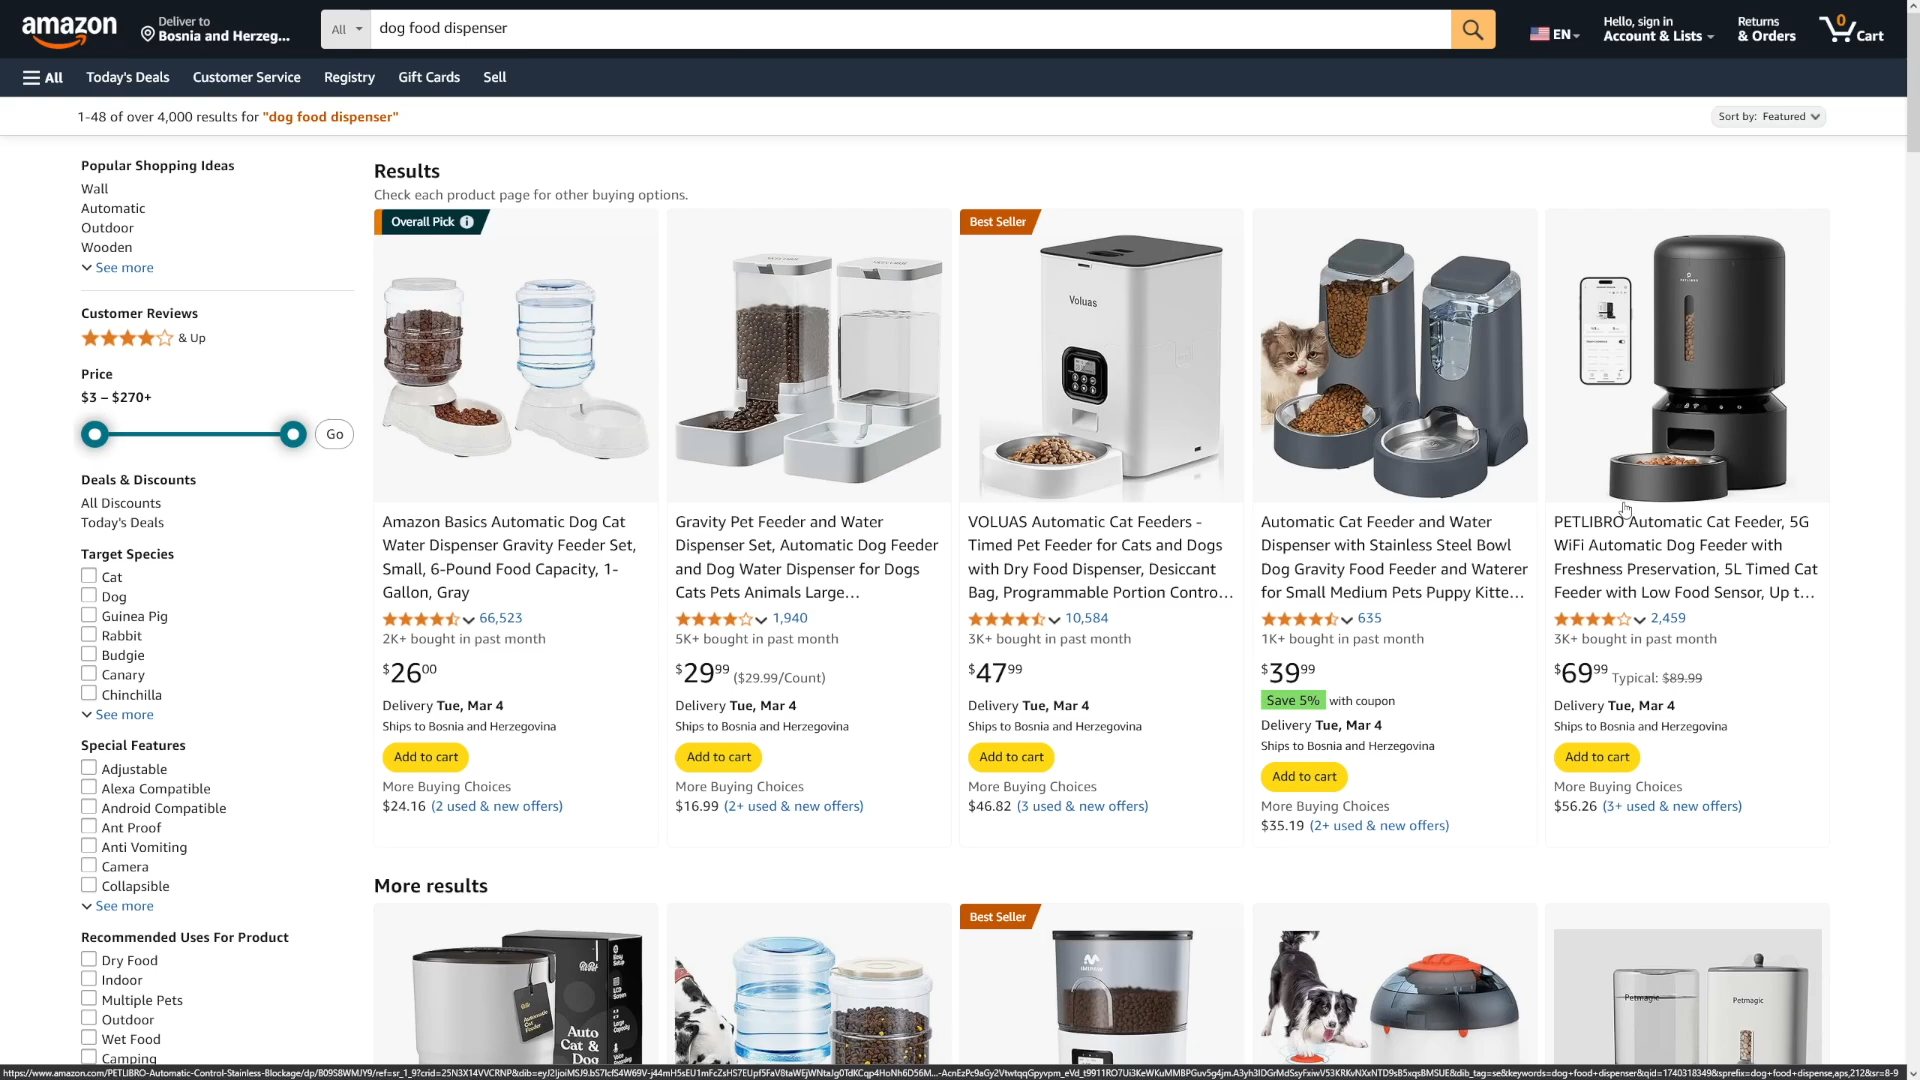 amazon
Deliver to
Bosnia and Herzeg...
All
dog food dispenser
EN
Hello, sign in
Account & Lists
Returns
& Orders
0
Cart
All
Today's Deals
Customer Service
Registry
Gift Cards
Sell
1-48 of over 4,000 results for "dog food dispenser"
Sort by: Featured
Popular Shopping Ideas
Wall
Automatic
Outdoor
Wooden
See more
Customer Reviews
& Up
Price
$3 – $270+
Go
Deals & Discounts
All Discounts
Today's Deals
Target Species
Cat
Dog
Guinea Pig
Rabbit
Budgie
Canary
Chinchilla
See more
Special Features
Adjustable
Alexa Compatible
Android Compatible
Ant Proof
Anti Vomiting
Camera
Collapsible
See more
Recommended Uses For Product
Dry Food
Indoor
Multiple Pets
Outdoor
Wet Food
Camping
Results
Check each product page for other buying options.
Overall Pick
Amazon Basics Automatic Dog Cat
Water Dispenser Gravity Feeder Set,
Small, 6-Pound Food Capacity, 1-
Gallon, Gray
66,523
2K+ bought in past month
$2600
Delivery Tue, Mar 4
Ships to Bosnia and Herzegovina
Add to cart
More Buying Choices
$24.16 (2 used & new offers)
Gravity Pet Feeder and Water
Dispenser Set, Automatic Dog Feeder
and Dog Water Dispenser for Dogs
Cats Pets Animals Large...
1,940
5K+ bought in past month
$2999 ($29.99/Count)
Delivery Tue, Mar 4
Ships to Bosnia and Herzegovina
Add to cart
More Buying Choices
$16.99 (2+ used & new offers)
Best Seller
Voluas
VOLUAS Automatic Cat Feeders -
Timed Pet Feeder for Cats and Dogs
with Dry Food Dispenser, Desiccant
Bag, Programmable Portion Contro...
10,584
3K+ bought in past month
$4799
Delivery Tue, Mar 4
Ships to Bosnia and Herzegovina
Add to cart
More Buying Choices
$46.82 (3 used & new offers)
Automatic Cat Feeder and Water
Dispenser with Stainless Steel Bowl
Dog Gravity Food Feeder and Waterer
for Small Medium Pets Puppy Kitte...
635
1K+ bought in past month
$3999
Save 5% with coupon
Delivery Tue, Mar 4
Ships to Bosnia and Herzegovina
Add to cart
More Buying Choices
$35.19 (2+ used & new offers)
PETLIBRO
PETLIBRO Automatic Cat Feeder, 5G
WiFi Automatic Dog Feeder with
Freshness Preservation, 5L Timed Cat
Feeder with Low Food Sensor, Up t...
2,459
3K+ bought in past month
$6999 Typical: $89.99
Delivery Tue, Mar 4
Ships to Bosnia and Herzegovina
Add to cart
More Buying Choices
$56.26 (3+ used & new offers)
More results
Automatic
Cat
Feeder
Easy
Setup
LCD
Screen
Large
Capacity
Voice
Recording
Auto
Cat &
Dog
Best Seller
IMIPAW
Petmagic
Petmagic